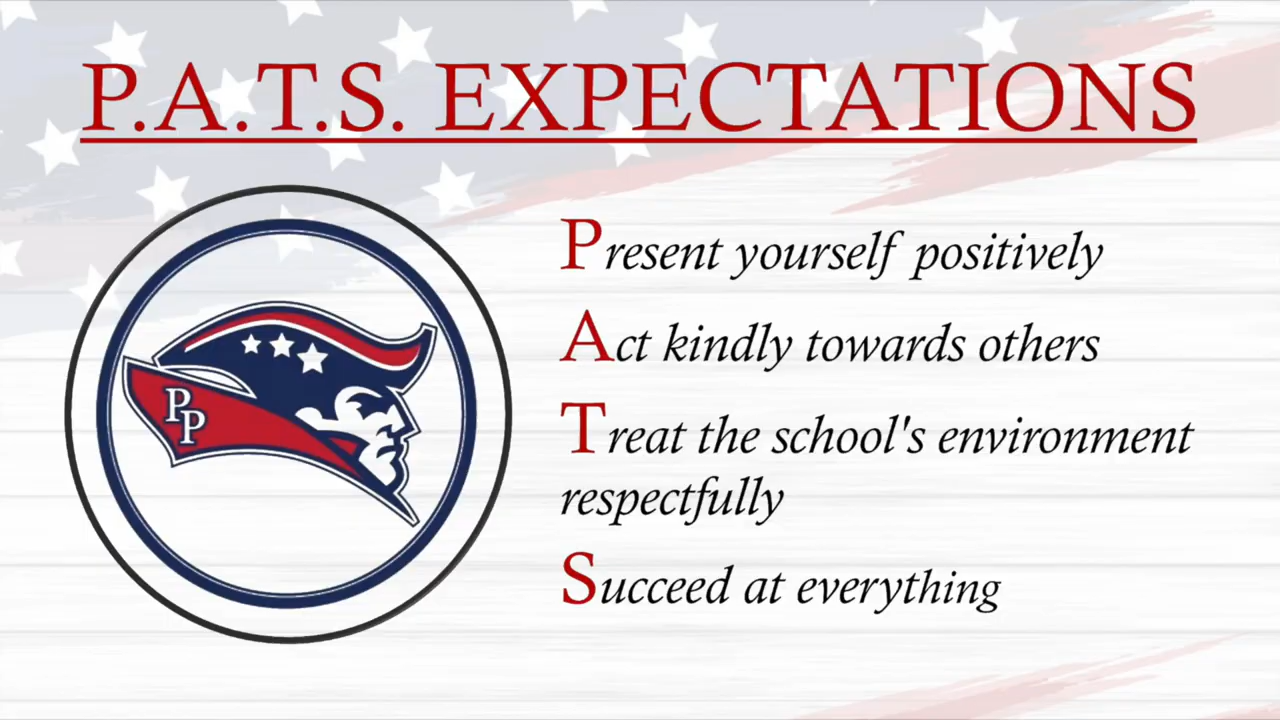 P.A.T.S. EXPECTATIONS
PP
Present yourself positively
Act kindly towards others
Treat the school's environment
respectfully
Succeed at everything